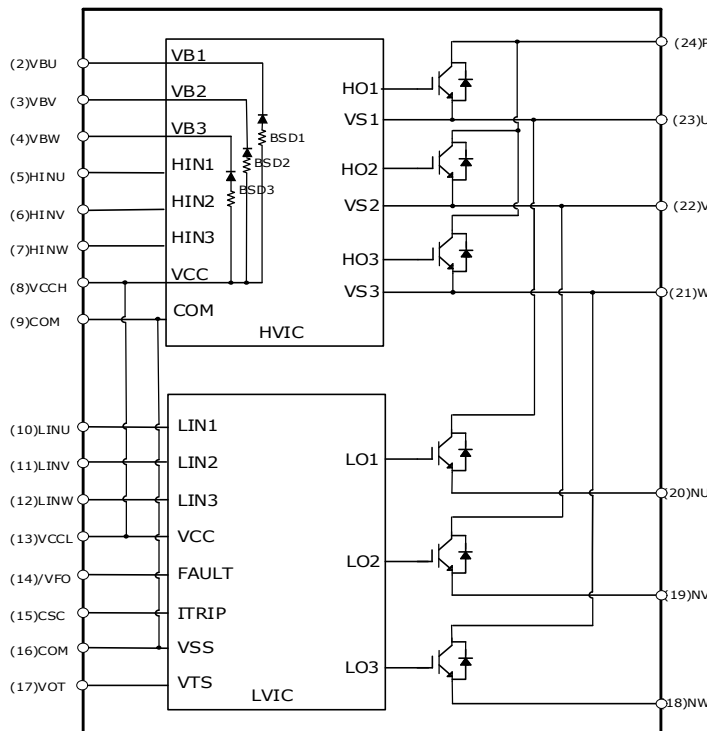 (2)VBU
(3)VBV
(4)VBW
(5)HINU
(6)HINV
(7)HINW
(8)VCCH
(9)COM
VB1
VB2
VB3
HIN1
HIN2
HIN3
VCC
COM
BSD1
BSD2
BSD3
HVIC
HO1
VS1
HO2
VS2
HO3
VS3
(24)P
(23)U
(22)V
(21)W
(10)LINU
(11)LINV
(12)LINW
(13)VCCL
(14)/VFO
(15)CSC
(16)COM
(17)VOT
LIN1
LIN2
LIN3
VCC
FAULT
ITRIP
VSS
VTS
LVIC
LO1
LO2
LO3
(20)NU
(19)NV
18)NW